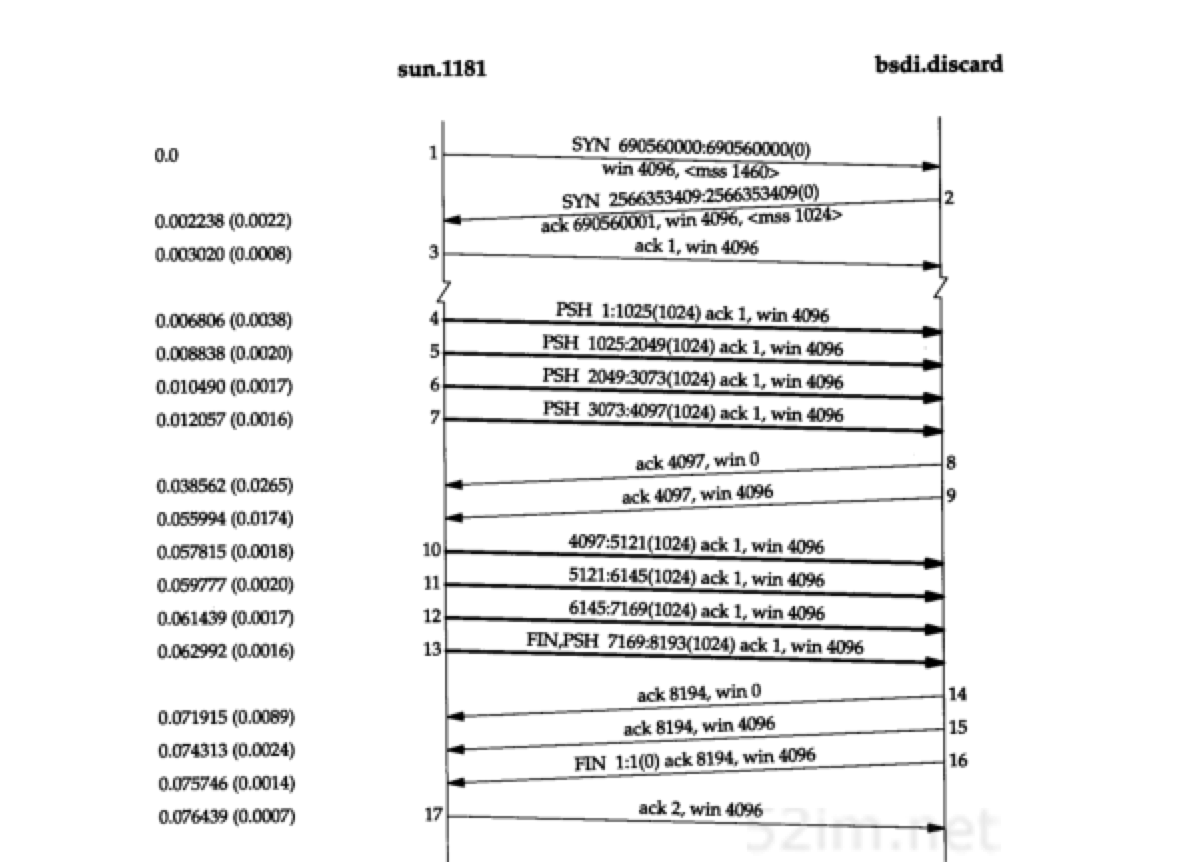 sun.1181 bsdi.discard
0.0 1 SYN 690560000:690560000(0)
win 4096, <mss 1460>
SYN 2566353409:2566353409(0) 2
0.002238 (0.0022) ack 690560001, win 4096, <mss 1024>
0.003020 (0.0008) 3 ack 1, win 4096
0.006806 (0.0038) 4 PSH 1:1025(1024) ack 1, win 4096
0.008838 (0.0020) 5 PSH 1025:2049(1024) ack 1, win 4096
0.010490 (0.0017) 6 PSH 2049:3073(1024) ack 1, win 4096
0.012057 (0.0016) 7 PSH 3073:4097(1024) ack 1, win 4096
ack 4097, win 0 8
0.038562 (0.0265)
ack 4097, win 4096 9
0.055994 (0.0174)
0.057815 (0.0018) 10 4097:5121(1024) ack 1, win 4096
0.059777 (0.0020) 11 5121:6145(1024) ack 1, win 4096
0.061439 (0.0017) 12 6145:7169(1024) ack 1, win 4096
0.062992 (0.0016) 13 FIN,PSH 7169:8193(1024) ack 1, win 4096
ack 8194, win 0 14
0.071915 (0.0089)
ack 8194, win 4096 15
0.074313 (0.0024)
FIN 1:1(0) ack 8194, win 4096 16
0.075746 (0.0014)
0.076439 (0.0007) 17 ack 2, win 4096
52im.net